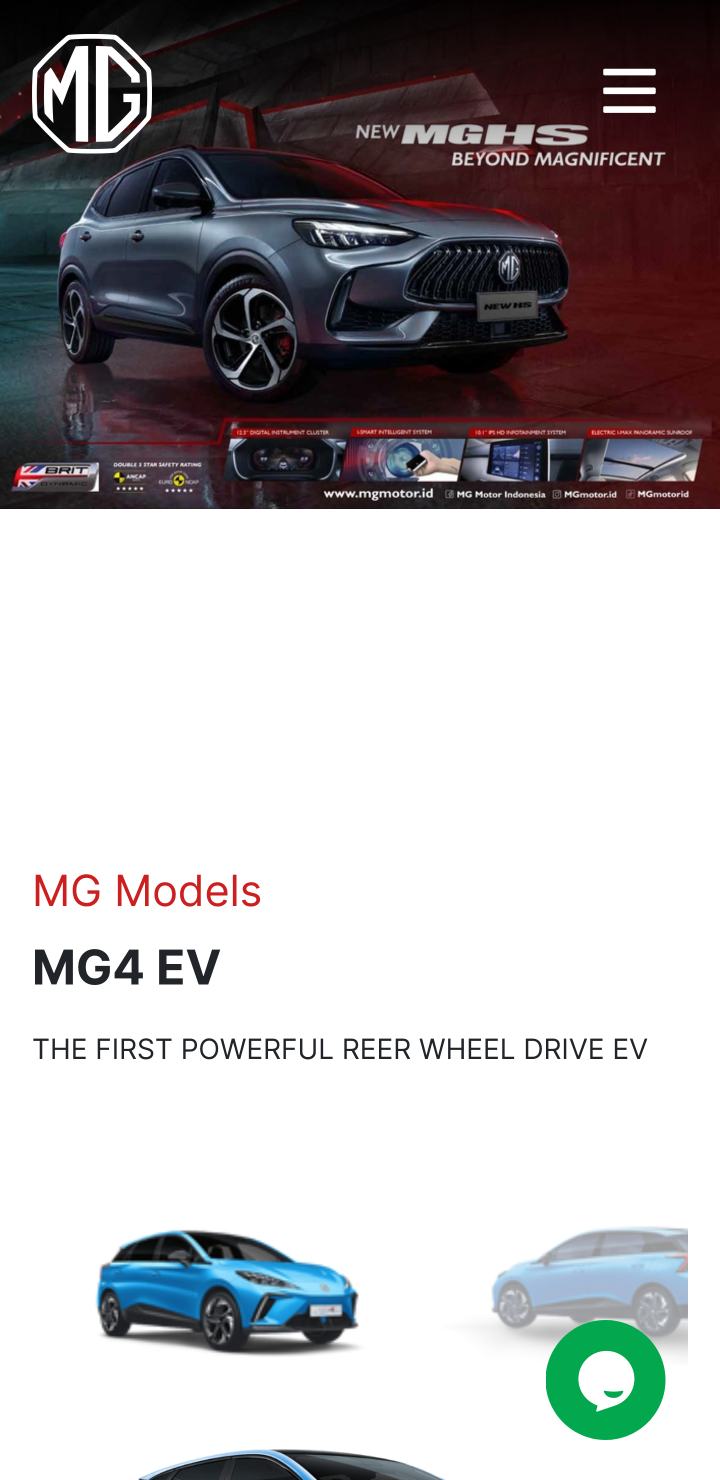 MG
NEW MGHS
BEYOND MAGNIFICENT
MG
NEW HS
12.3" DIGITAL INSTRUMENT CLUSTER
I-SMART INTELLIGENT SYSTEM
10.1" IPS HD INFOTAINMENT SYSTEM
ELECTRIC I-MAX PANORAMIC SUNROOF
BRIT
DYNAMIC
DOUBLE 5 STAR SAFETY RATING
ANCAP
EURO NCAP
www.mgmotor.id MG Motor Indonesia MGmotor.id MGmotorid
MG Models
MG4 EV
THE FIRST POWERFUL REER WHEEL DRIVE EV